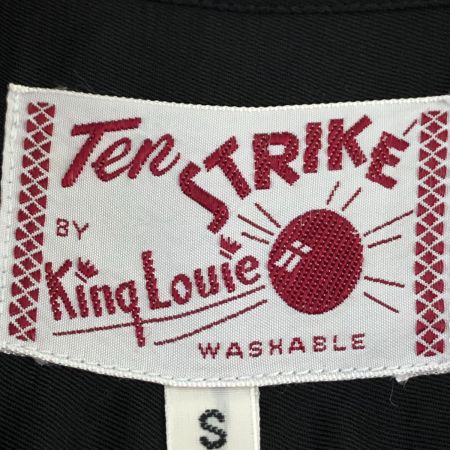 Ten STRIKE
BY
King Louie
WASHABLE
S